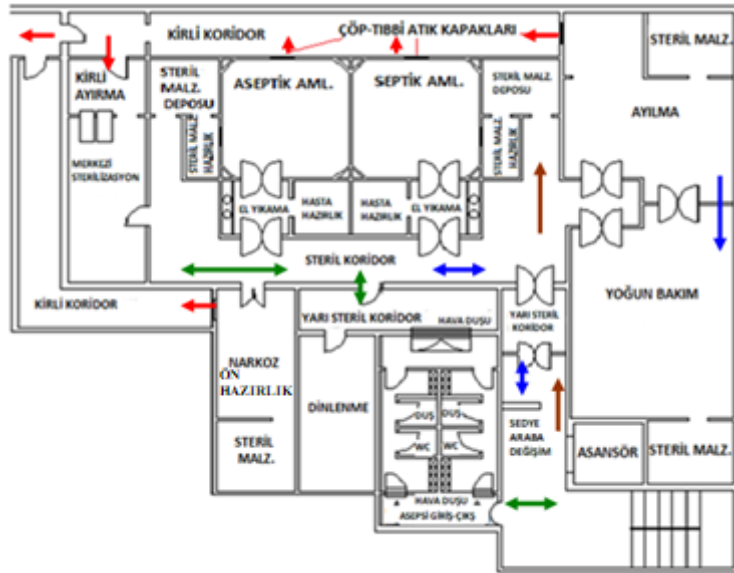 KİRLİ KORİDOR
ÇÖP-TIBBİ ATIK KAPAKLARI
STERİL MALZ.
KİRLİ
AYIRMA
STERİL
MALZ.
DEPOSU
ASEPTİK AML.
SEPTİK AML.
STERİL MALZ.
DEPOSU
AYILMA
STERİL MALZ.
HAZIRLIK
STERİL MALZ.
HAZIRLIK
MERKEZİ
STERİLİZASYON
EL YIKAMA
HASTA
HAZIRLIK
HASTA
HAZIRLIK
EL YIKAMA
STERİL KORİDOR
YOĞUN BAKIM
KİRLİ KORİDOR
YARI STERİL KORİDOR
HAVA DUŞU
YARI STERİL
KORİDOR
NARKOZ
ÖN
HAZIRLIK
DİNLENME
DUŞ
DUŞ
WC
WC
SEDYE
ARABA
DEĞİŞİM
STERİL
MALZ.
ASANSÖR
STERİL MALZ.
HAVA DUŞU
ASEPSİ GİRİŞ-ÇIKŞ